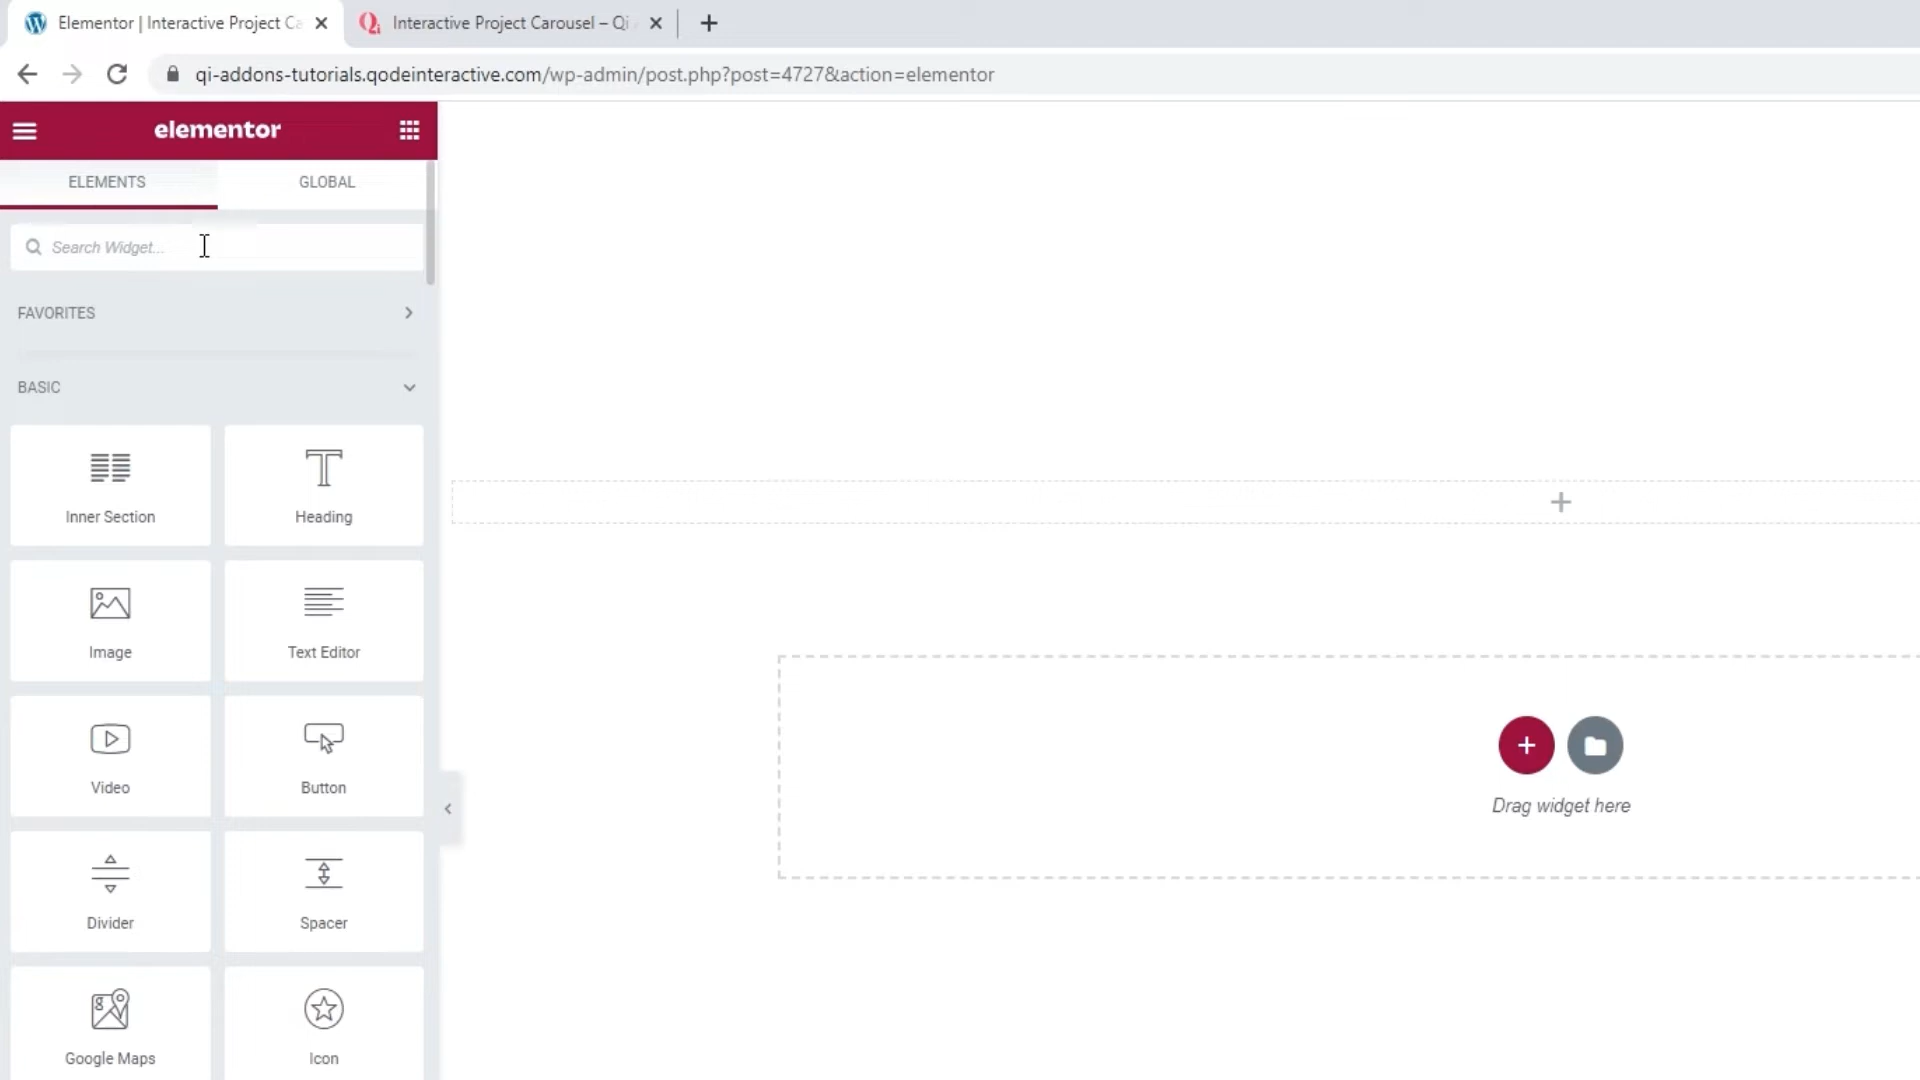 Elementor | Interactive Project Ca
Interactive Project Carousel – Qi
qi-addons-tutorials.qodeinteractive.com/wp-admin/post.php?post=4727&action=elementor
elementor
ELEMENTS
GLOBAL
Search Widget...
FAVORITES
BASIC
Inner Section
Heading
Image
Text Editor
Video
Button
Divider
Spacer
Google Maps
Icon
Drag widget here